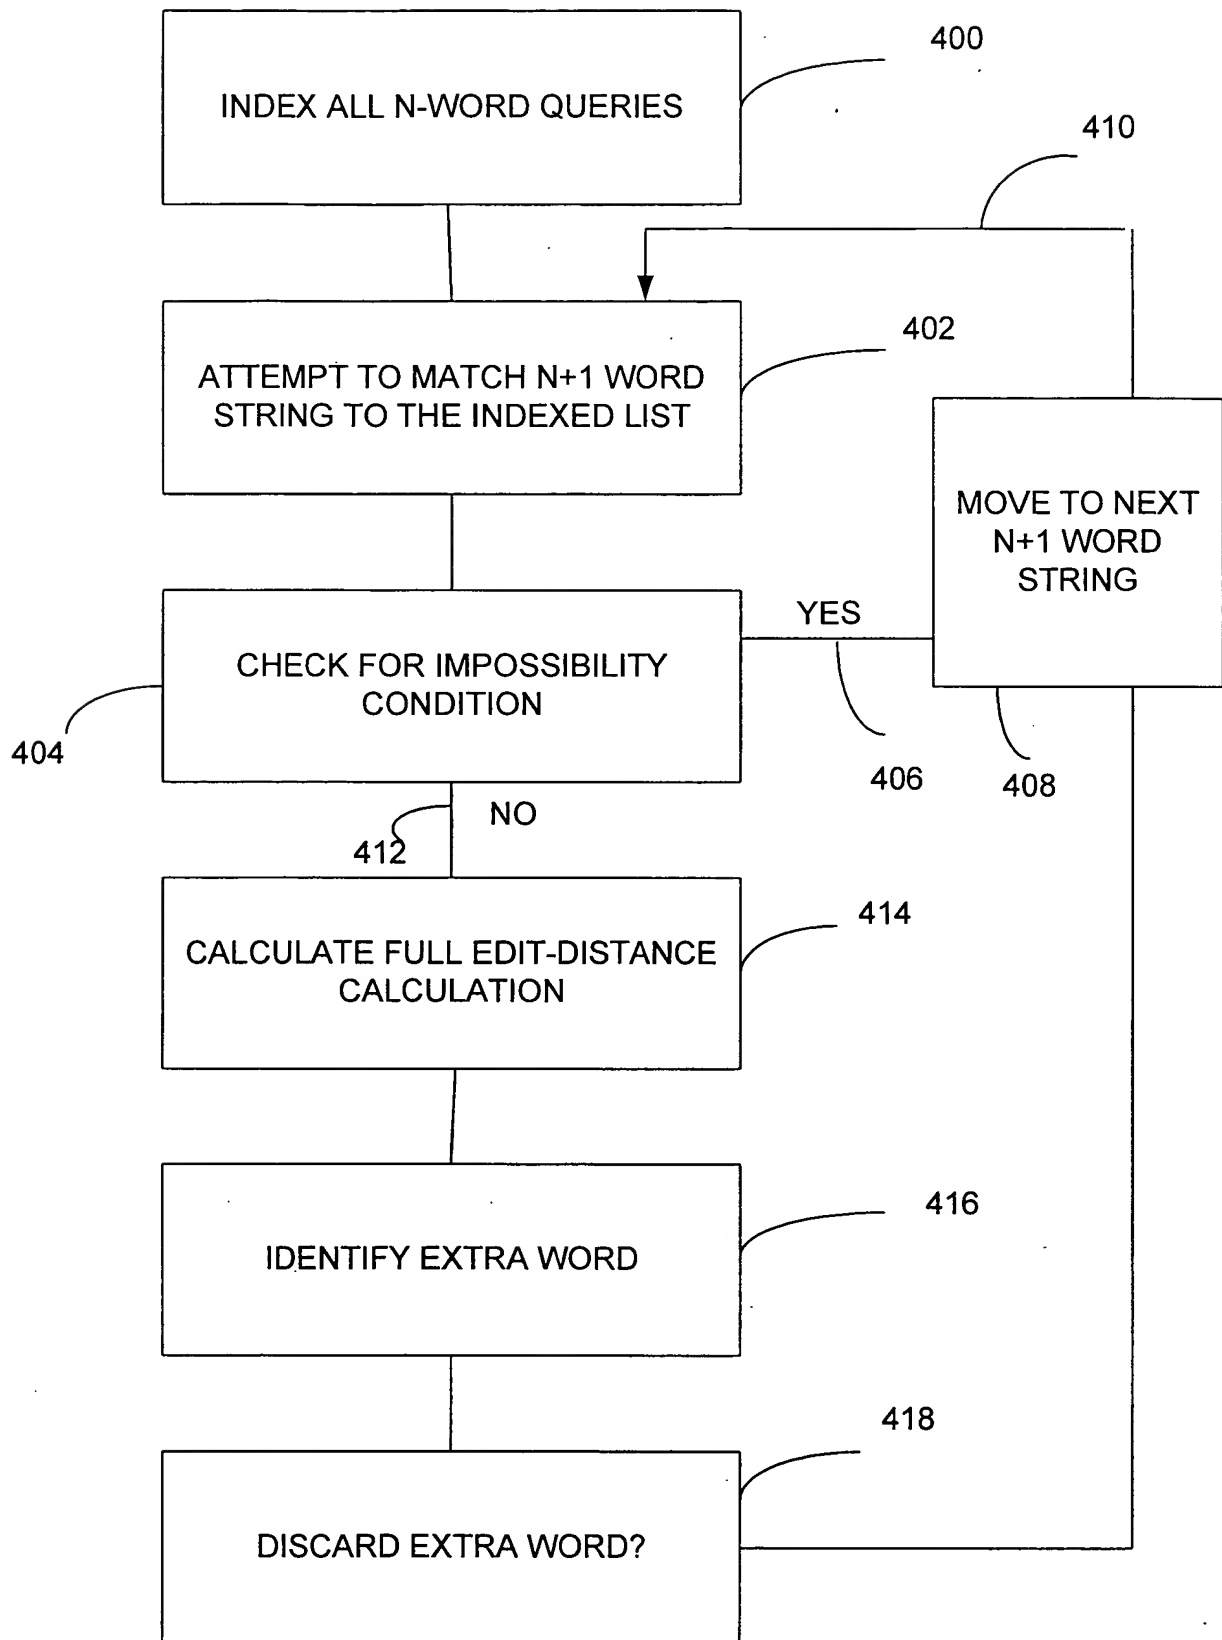 400
INDEX ALL N-WORD QUERIES
410
402
ATTEMPT TO MATCH N+1 WORD
STRING TO THE INDEXED LIST
MOVE TO NEXT
N+1 WORD
STRING
YES
CHECK FOR IMPOSSIBILITY
CONDITION
404
406
408
NO
412
414
CALCULATE FULL EDIT-DISTANCE
CALCULATION
416
IDENTIFY EXTRA WORD
418
DISCARD EXTRA WORD?